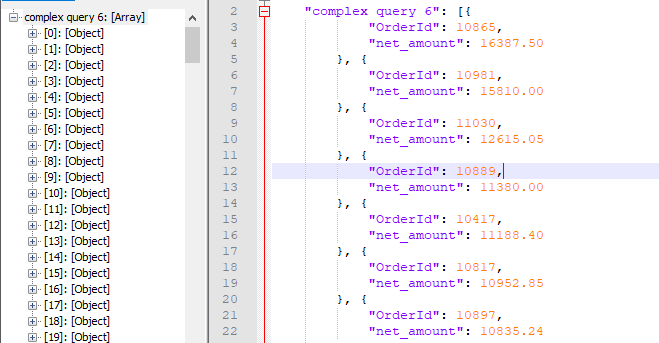 complex query 6: [Array]
[0]: [Object]
[1]: [Object]
[2]: [Object]
[3]: [Object]
[4]: [Object]
[5]: [Object]
[6]: [Object]
[7]: [Object]
[8]: [Object]
[9]: [Object]
[10]: [Object]
[11]: [Object]
[12]: [Object]
[13]: [Object]
[14]: [Object]
[15]: [Object]
[16]: [Object]
[17]: [Object]
[18]: [Object]
[19]: [Object]
2 "complex query 6": [{
3 "OrderId": 10865,
4 "net_amount": 16387.50
5 }, {
6 "OrderId": 10981,
7 "net_amount": 15810.00
8 }, {
9 "OrderId": 11030,
10 "net_amount": 12615.05
11 }, {
12 "OrderId": 10889,
13 "net_amount": 11380.00
14 }, {
15 "OrderId": 10417,
16 "net_amount": 11188.40
17 }, {
18 "OrderId": 10817,
19 "net_amount": 10952.85
20 }, {
21 "OrderId": 10897,
22 "net_amount": 10835.24